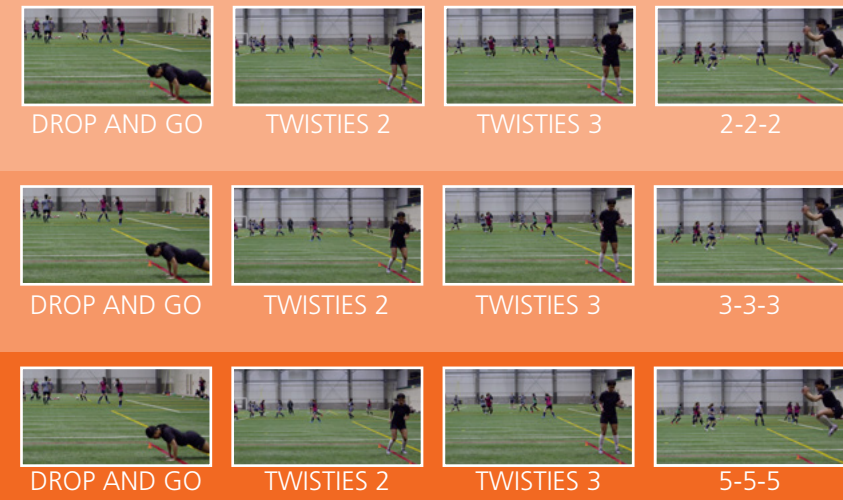 DROP AND GO TWISTIES 2 TWISTIES 3 2-2-2
DROP AND GO TWISTIES 2 TWISTIES 3 3-3-3
DROP AND GO TWISTIES 2 TWISTIES 3 5-5-5